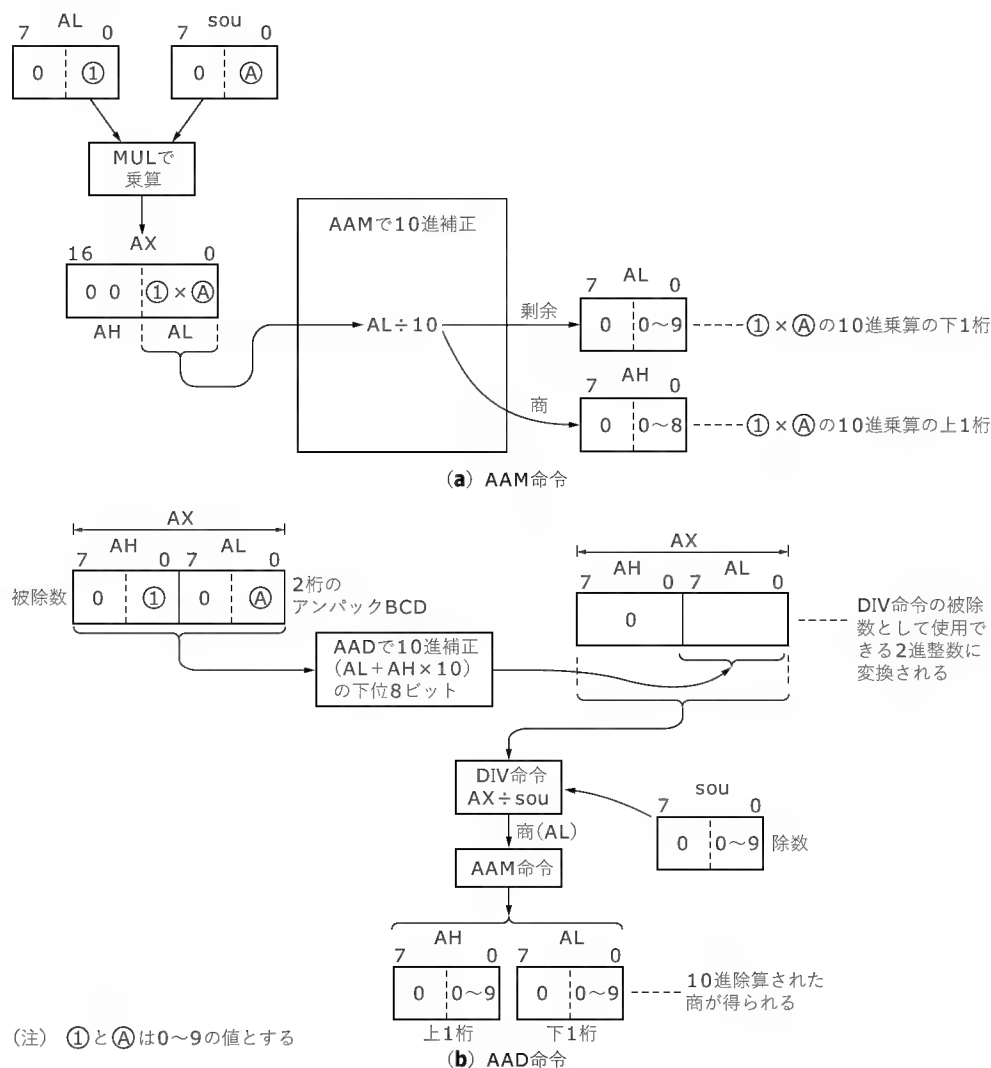 AL
7 0
0 ①
sou
7 0
0 Ⓐ
MULで
乗算
AX
16 0
0 0 ①×Ⓐ
AH AL
AAMで10進補正
AL÷10
剰余
商
AL
7 0
0 0〜9
①×Ⓐの10進乗算の下1桁
AH
7 0
0 0〜8
①×Ⓐの10進乗算の上1桁
(a) AAM命令
AX
AH AL
7 0 7 0
被除数
0 ① 0 Ⓐ
2桁の
アンパックBCD
AADで10進補正
(AL+AH×10)
の下位8ビット
AX
AH AL
7 0 7 0
0
DIV命令の被除
数として使用で
きる2進整数に
変換される
DIV命令
AX÷sou
sou
7 0
0 0〜9
除数
商(AL)
AAM命令
AH
7 0
0 0〜9
上1桁
AL
7 0
0 0〜9
下1桁
10進除算された
商が得られる
(注) ①とⒶは0〜9の値とする
(b) AAD命令